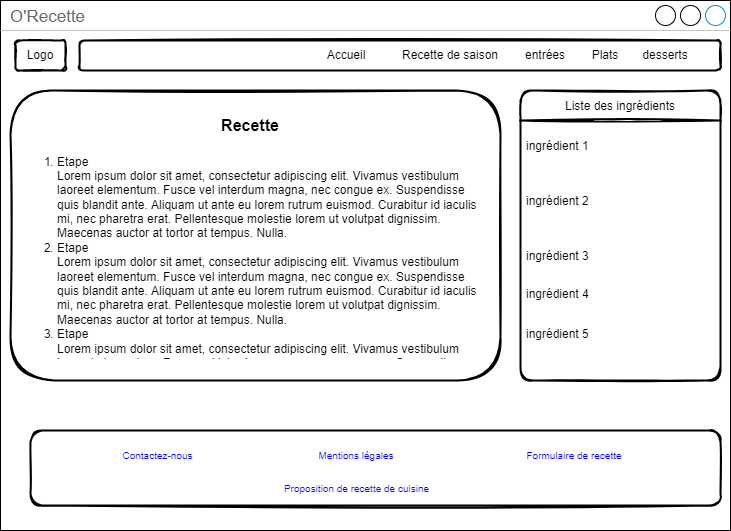 O'Recette
Logo
Accueil Recette de saison entrées Plats desserts
Recette
1. Etape
Lorem ipsum dolor sit amet, consectetur adipiscing elit. Vivamus vestibulum
laoreet elementum. Fusce vel interdum magna, nec congue ex. Suspendisse
quis blandit ante. Aliquam ut ante eu lorem rutrum euismod. Curabitur id iaculis
mi, nec pharetra erat. Pellentesque molestie lorem ut volutpat dignissim.
Maecenas auctor at tortor at tempus. Nulla.
2. Etape
Lorem ipsum dolor sit amet, consectetur adipiscing elit. Vivamus vestibulum
laoreet elementum. Fusce vel interdum magna, nec congue ex. Suspendisse
quis blandit ante. Aliquam ut ante eu lorem rutrum euismod. Curabitur id iaculis
mi, nec pharetra erat. Pellentesque molestie lorem ut volutpat dignissim.
Maecenas auctor at tortor at tempus. Nulla.
3. Etape
Lorem ipsum dolor sit amet, consectetur adipiscing elit. Vivamus vestibulum
Liste des ingrédients
ingrédient 1
ingrédient 2
ingrédient 3
ingrédient 4
ingrédient 5
Contactez-nous Mentions légales Formulaire de recette
Proposition de recette de cuisine